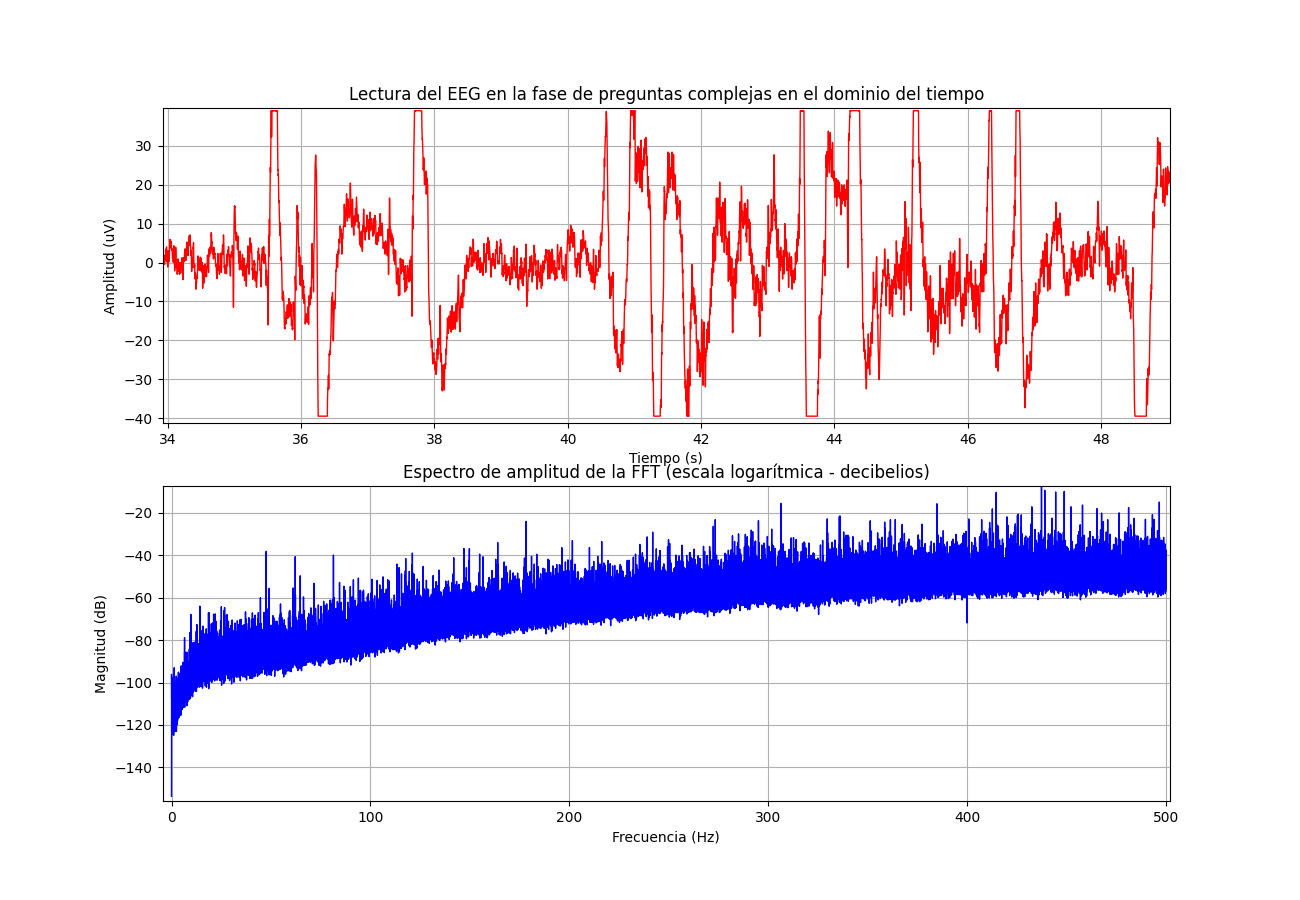 Lectura del EEG en la fase de preguntas complejas en el dominio del tiempo
Amplitud (uV)
30
20
10
0
−10
−20
−30
−40
34 36 38 40 42 44 46 48
Tiempo (s)
Espectro de amplitud de la FFT (escala logarítmica - decibelios)
Magnitud (dB)
−20
−40
−60
−80
−100
−120
−140
0 100 200 300 400 500
Frecuencia (Hz)